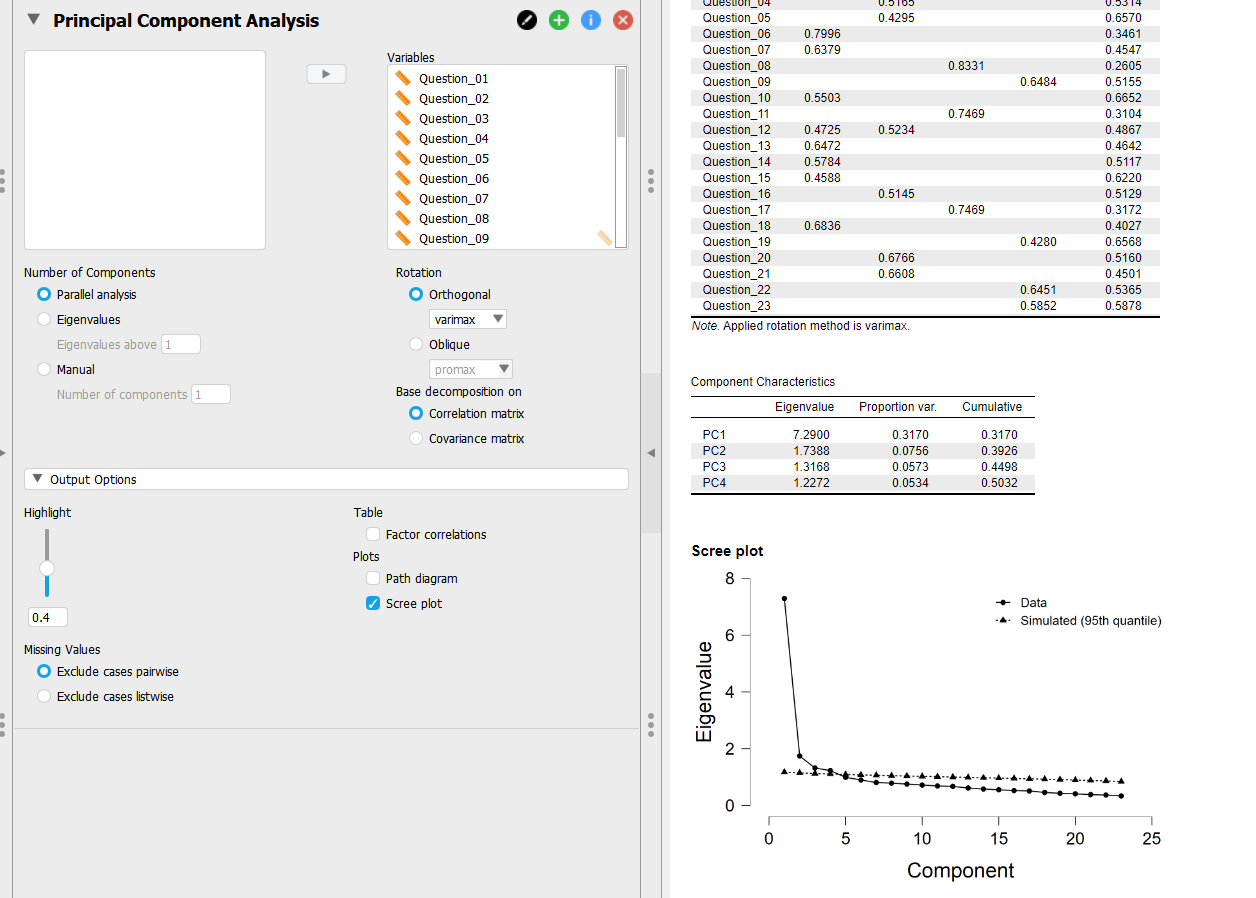 Principal Component Analysis
Variables
Question_01
Question_02
Question_03
Question_04
Question_05
Question_06
Question_07
Question_08
Question_09
Number of Components
Parallel analysis
Eigenvalues
Eigenvalues above 1
Manual
Number of components 1
Rotation
Orthogonal
varimax
Oblique
promax
Base decomposition on
Correlation matrix
Covariance matrix
Output Options
Highlight
0.4
Table
Factor correlations
Plots
Path diagram
Scree plot
Missing Values
Exclude cases pairwise
Exclude cases listwise
Question_04 0.5165 0.5314
Question_05 0.4295 0.6570
Question_06 0.7996 0.3461
Question_07 0.6379 0.4547
Question_08 0.8331 0.2605
Question_09 0.6484 0.5155
Question_10 0.5503 0.6652
Question_11 0.7469 0.3104
Question_12 0.4725 0.5234 0.4867
Question_13 0.6472 0.4642
Question_14 0.5784 0.5117
Question_15 0.4588 0.6220
Question_16 0.5145 0.5129
Question_17 0.7469 0.3172
Question_18 0.6836 0.4027
Question_19 0.4280 0.6568
Question_20 0.6766 0.5160
Question_21 0.6608 0.4501
Question_22 0.6451 0.5365
Question_23 0.5852 0.5878
Note. Applied rotation method is varimax.
Component Characteristics
Eigenvalue Proportion var. Cumulative
PC1 7.2900 0.3170 0.3170
PC2 1.7388 0.0756 0.3926
PC3 1.3168 0.0573 0.4498
PC4 1.2272 0.0534 0.5032
Scree plot
Data
Simulated (95th quantile)
Eigenvalue
8
6
4
2
0
0 5 10 15 20 25
Component